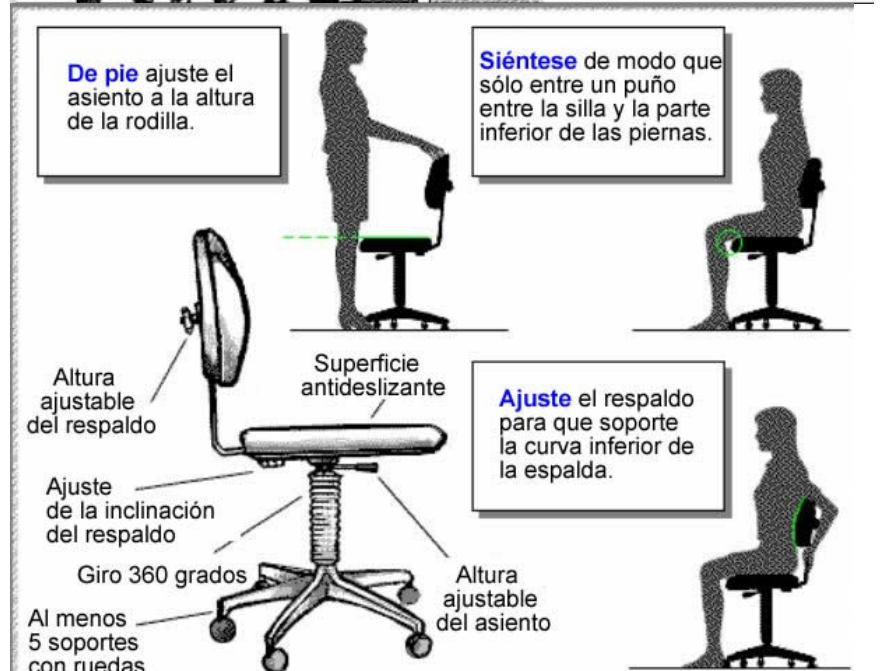 De pie ajuste el
asiento a la altura
de la rodilla.
Siéntese de modo que
sólo entre un puño
entre la silla y la parte
inferior de las piernas.
Altura
ajustable
del respaldo
Superficie
antideslizante
Ajuste el respaldo
para que soporte
la curva inferior de
la espalda.
Ajuste
de la inclinación
del respaldo
Giro 360 grados
Altura
ajustable
del asiento
Al menos
5 soportes
con ruedas